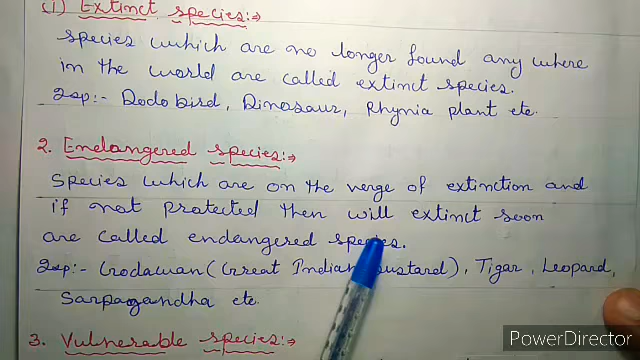 (i) Extinct species:→
Species which are no longer found any where
in the world are called extinct species.
Exp:- Dodo bird, Dinosaur, Rhynia plant etc.
2. Endangered species:→
Species which are on the verge of extinction and
if not protected then will extinct soon
are called endangered species.
Exp:- Godawan (Great Indian Bustard), Tigar, Leopard,
Sarpagandha etc.
3. Vulnerable species:→
PowerDirector